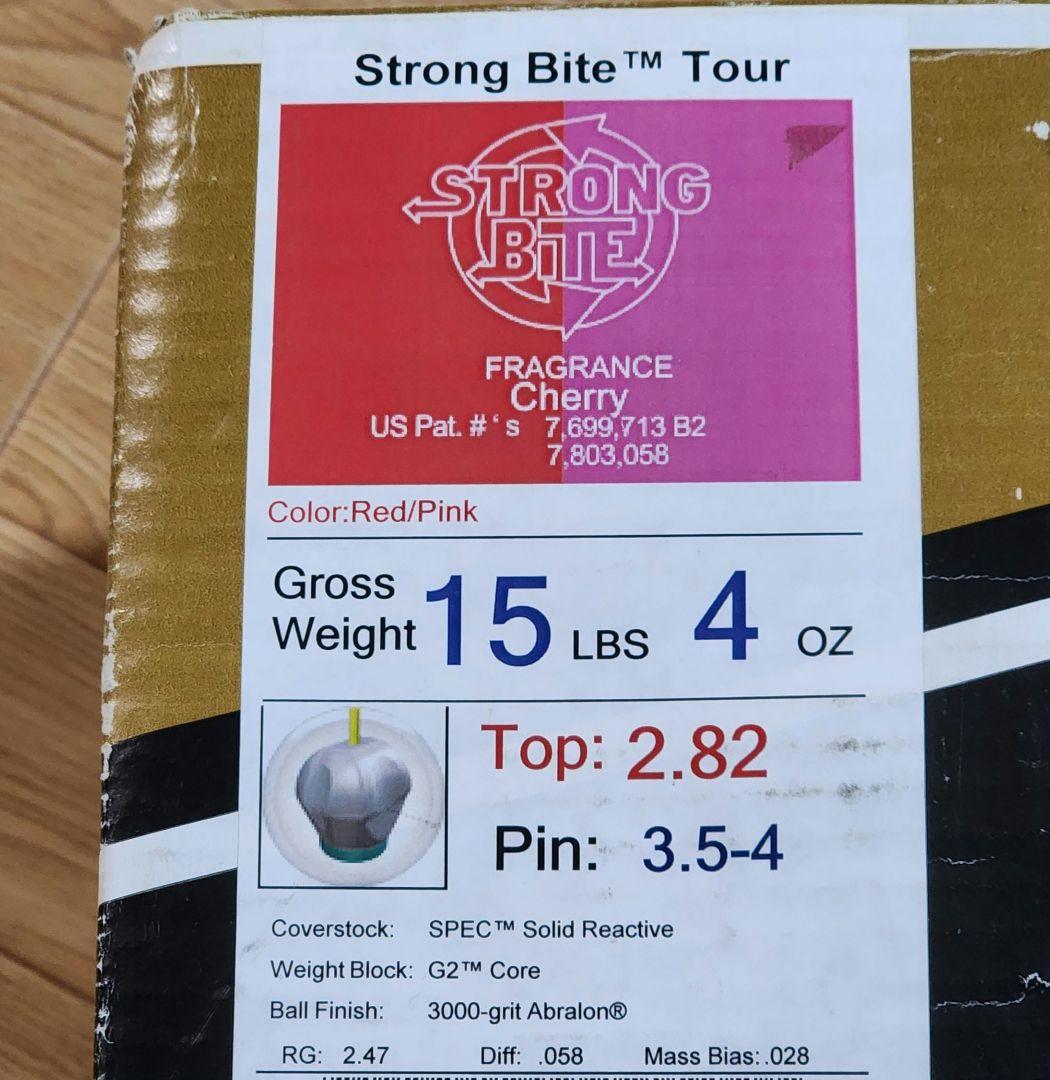 Strong Bite™ Tour
STRONG
BiTE
FRAGRANCE
Cherry
US Pat. #‘s 7,699,713 B2
7,803,058
Color:Red/Pink
Gross
Weight 15 LBS 4 OZ
Top: 2.82
Pin: 3.5-4
Coverstock: SPEC™ Solid Reactive
Weight Block: G2™ Core
Ball Finish: 3000-grit Abralon®
RG: 2.47 Diff: .058 Mass Bias: .028